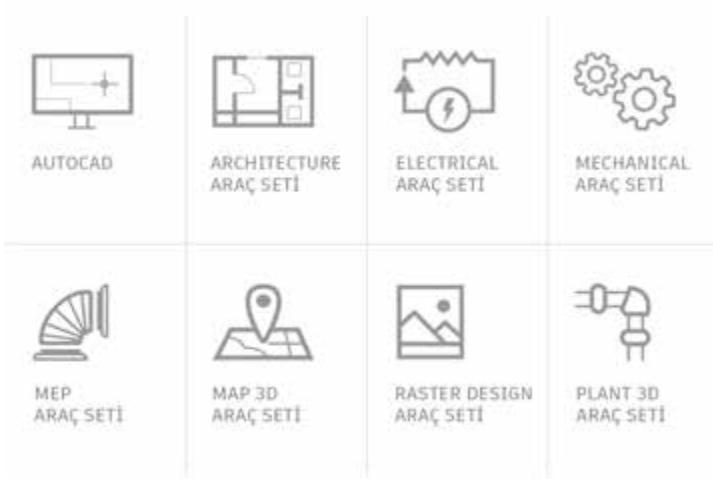 AUTOCAD
ARCHITECTURE
ARAÇ SETİ
ELECTRICAL
ARAÇ SETİ
MECHANICAL
ARAÇ SETİ
MEP
ARAÇ SETİ
MAP 3D
ARAÇ SETİ
RASTER DESIGN
ARAÇ SETİ
PLANT 3D
ARAÇ SETİ